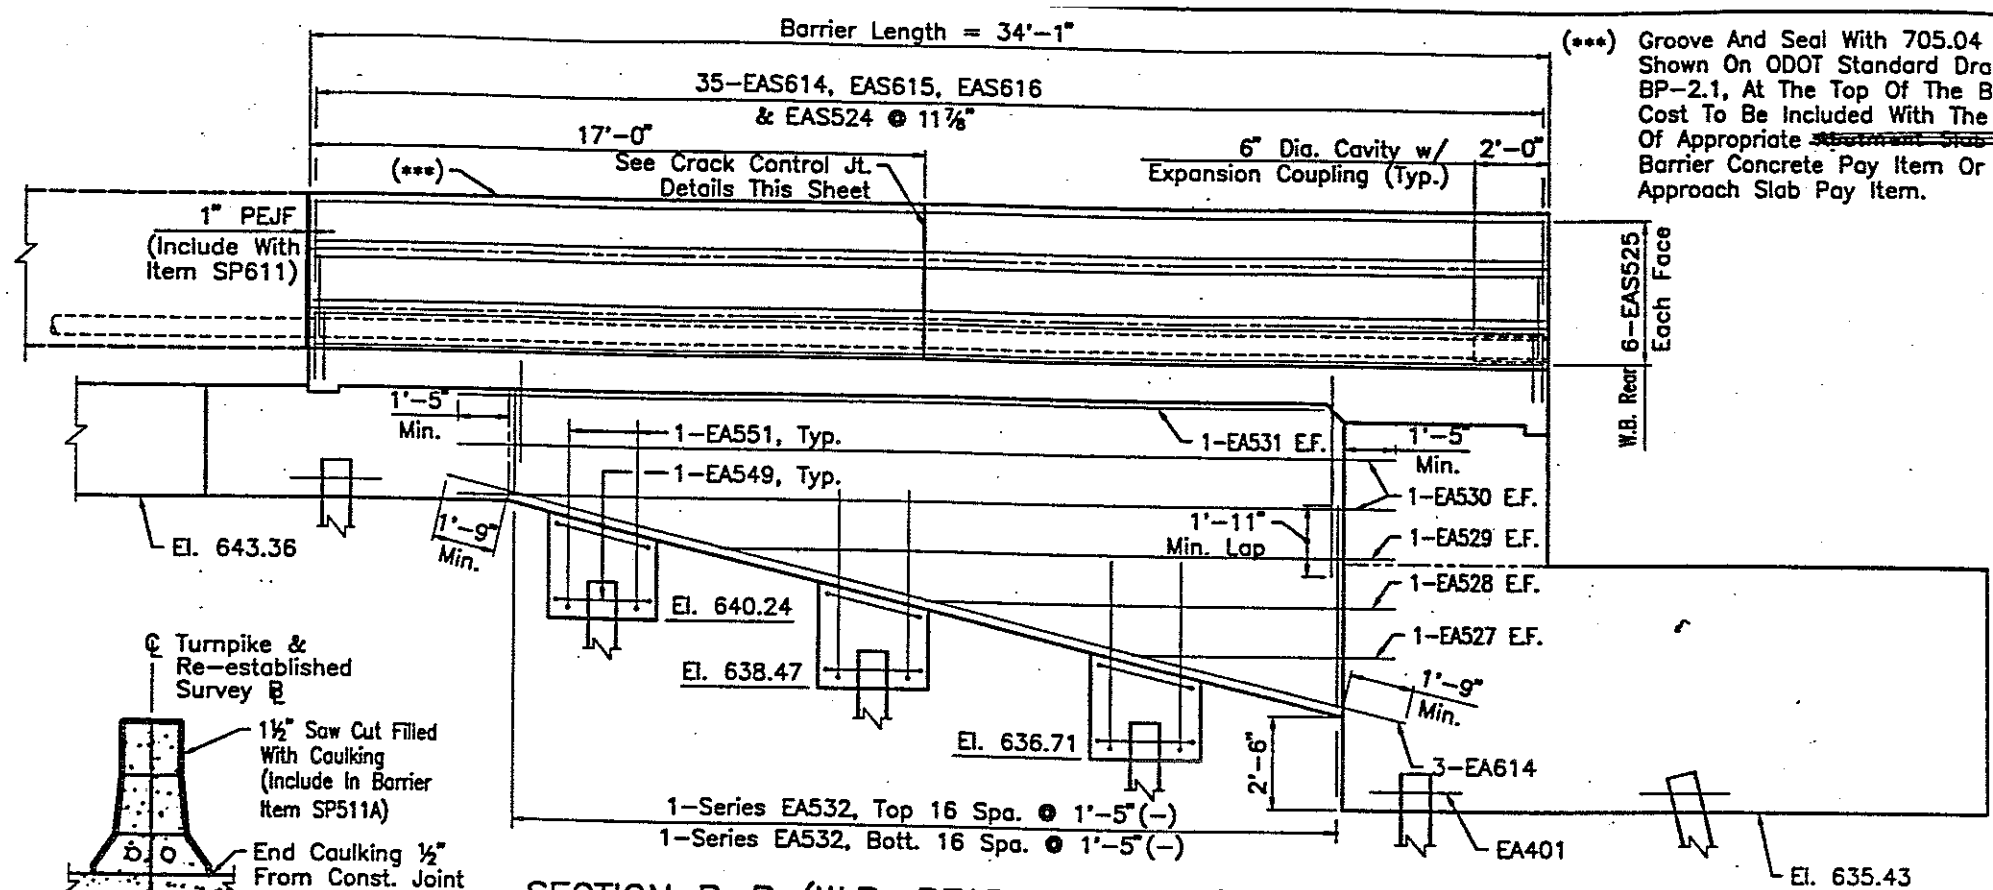 Barrier Length = 34'-1"
35-EAS614, EAS615, EAS616
& EAS524 @ 11⅞"
17'-0"
See Crack Control Jt.
Details This Sheet
(***)
6" Dia. Cavity w/
Expansion Coupling (Typ.)
2'-0"
(***) Groove And Seal With 705.04
Shown On ODOT Standard Dra
BP-2.1, At The Top Of The B
Cost To Be Included With The
Of Appropriate Abutment Slab
Barrier Concrete Pay Item Or
Approach Slab Pay Item.
1" PEJF
(Include With
Item SP611)
6-EAS525
Each Face
W.B. Rear
1'-5"
Min.
1-EA551, Typ.
1-EA549, Typ.
1-EA531 E.F.
1'-5"
Min.
1-EA530 E.F.
1'-11"
Min. Lap
1-EA529 E.F.
1-EA528 E.F.
1-EA527 E.F.
El. 643.36
1'-9"
Min.
El. 640.24
El. 638.47
El. 636.71
1'-9"
Min.
2'-6"
3-EA614
EA401
El. 635.43
1-Series EA532, Top 16 Spa. @ 1'-5"(-)
1-Series EA532, Bott. 16 Spa. @ 1'-5"(-)
℄ Turnpike &
Re-established
Survey B
1½" Saw Cut Filled
With Caulking
(Include In Barrier
Item SP511A)
End Caulking ½"
From Const. Joint
SECTION